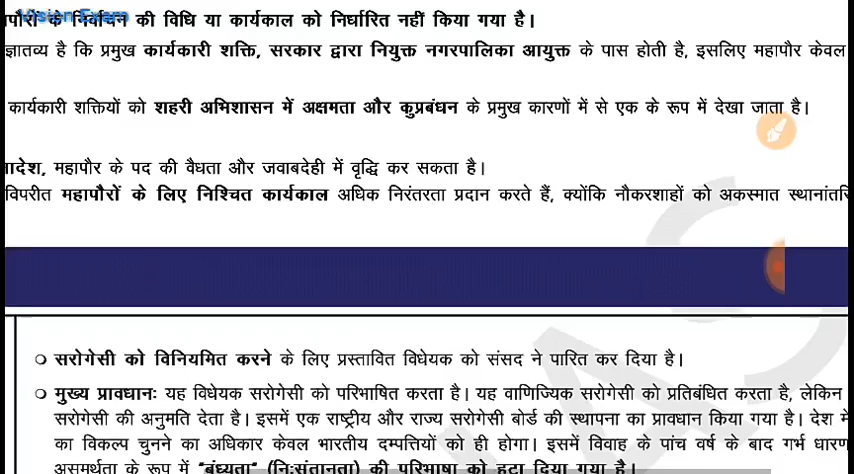 Vision Exam
पौरों के निर्वाचन की विधि या कार्यकाल को निर्धारित नहीं किया गया है।
ज्ञातव्य है कि प्रमुख कार्यकारी शक्ति, सरकार द्वारा नियुक्त नगरपालिका आयुक्त के पास होती है, इसलिए महापौर केवल
कार्यकारी शक्तियों को शहरी अभिशासन में अक्षमता और कुप्रबंधन के प्रमुख कारणों में से एक के रूप में देखा जाता है।
नादेश, महापौर के पद की वैधता और जवाबदेही में वृद्धि कर सकता है।
विपरीत महापौरों के लिए निश्चित कार्यकाल अधिक निरंतरता प्रदान करते हैं, क्योंकि नौकरशाहों को अकस्मात स्थानांतरि
सरोगेसी को विनियमित करने के लिए प्रस्तावित विधेयक को संसद ने पारित कर दिया है।
मुख्य प्रावधानः यह विधेयक सरोगेसी को परिभाषित करता है। यह वाणिज्यिक सरोगेसी को प्रतिबंधित करता है, लेकिन
सरोगेसी की अनुमति देता है। इसमें एक राष्ट्रीय और राज्य सरोगेसी बोर्ड की स्थापना का प्रावधान किया गया है। देश में
का विकल्प चुनने का अधिकार केवल भारतीय दम्पत्तियों को ही होगा। इसमें विवाह के पांच वर्ष के बाद गर्भ धारण
असमर्थता के रूप में "बंध्यता" (निःसंतानता) की परिभाषा को हटा दिया गया है।